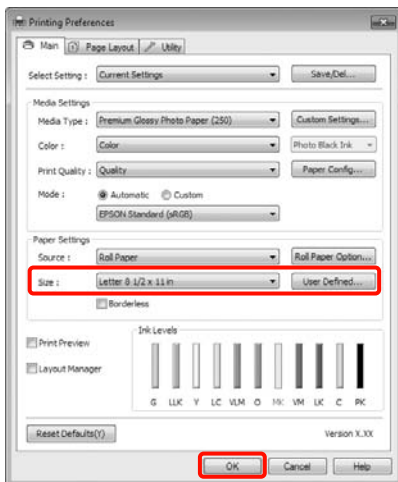 Printing Preferences
Main Page Layout Utility
Select Setting : Current Settings Save/Del...
Media Settings
Media Type : Premium Glossy Photo Paper (250) Custom Settings...
Color : Color Photo Black Ink
Print Quality : Quality Paper Config...
Mode : Automatic Custom
EPSON Standard (sRGB)
Paper Settings
Source : Roll Paper Roll Paper Option...
Size : Letter 8 1/2 x 11 in User Defined...
Borderless
Ink Levels
Print Preview
Layout Manager
G LLK Y LC VLM O MK VM LK C PK
Reset Defaults(Y) Version X.XX
OK Cancel Help